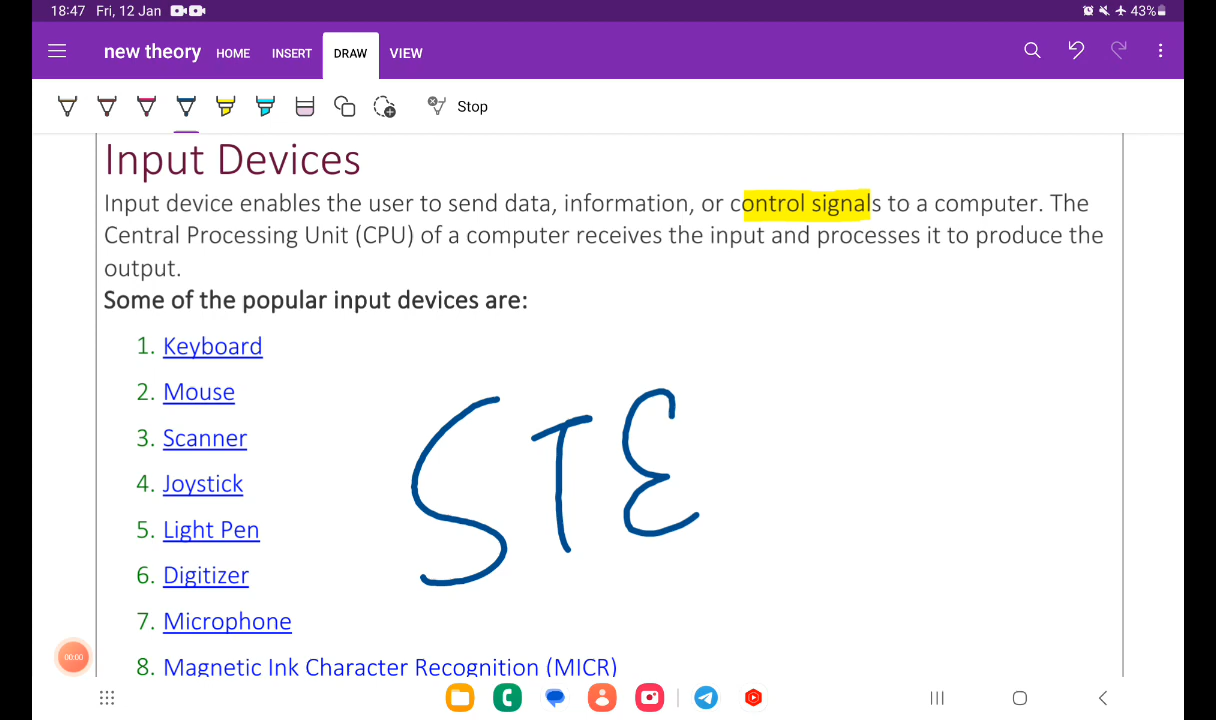 18:47 Fri, 12 Jan 43%
new theory HOME INSERT DRAW VIEW
Stop
Input Devices
Input device enables the user to send data, information, or control signals to a computer. The
Central Processing Unit (CPU) of a computer receives the input and processes it to produce the
output.
Some of the popular input devices are:
1. Keyboard
2. Mouse
3. Scanner
4. Joystick
5. Light Pen
6. Digitizer
7. Microphone
8. Magnetic Ink Character Recognition (MICR)
STE
00:00